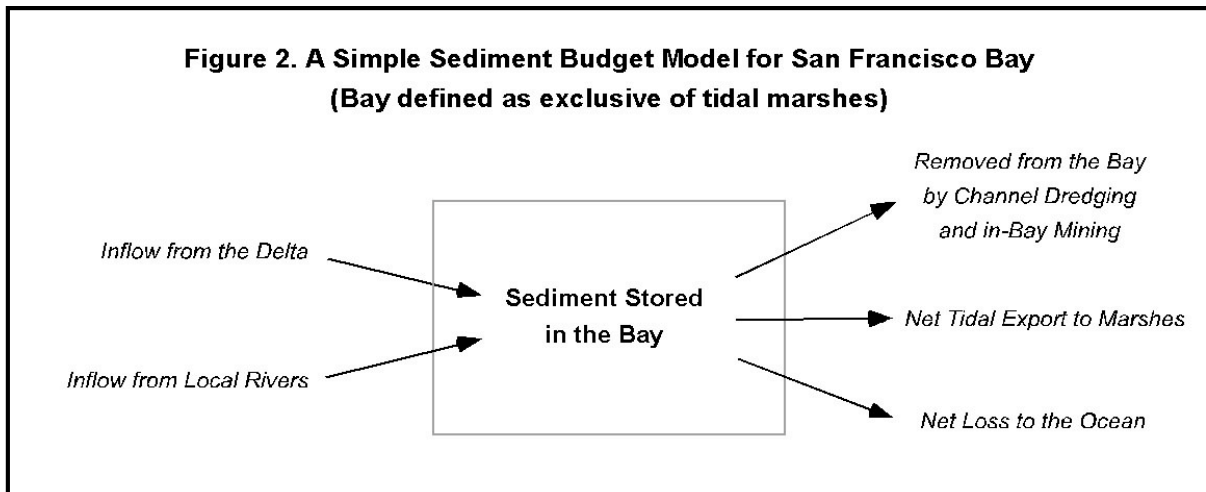 Figure 2. A Simple Sediment Budget Model for San Francisco Bay
(Bay defined as exclusive of tidal marshes)
Inflow from the Delta
Inflow from Local Rivers
Sediment Stored
in the Bay
Removed from the Bay
by Channel Dredging
and in-Bay Mining
Net Tidal Export to Marshes
Net Loss to the Ocean